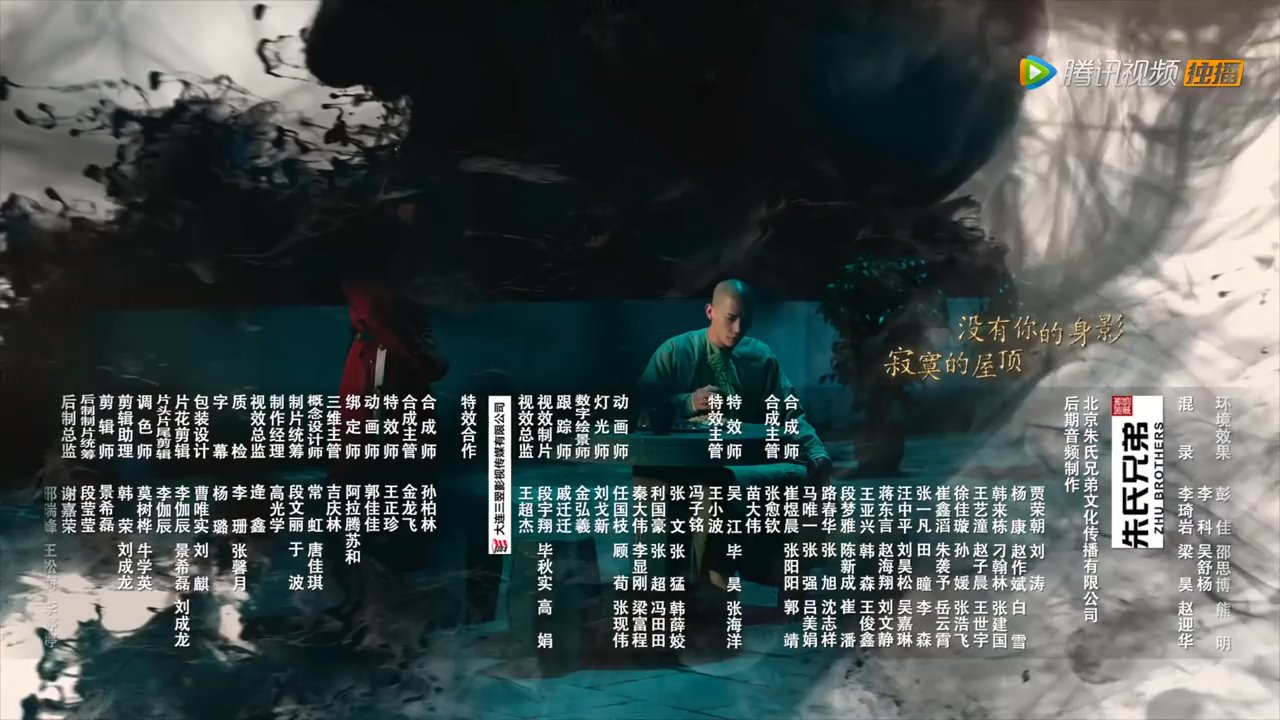 腾讯视频 独播
没有你的身影
寂寞的屋顶
环境效果 彭佳 邵思博 熊明
李科 吴舒杨
混录 李琦岩 梁昊 赵迎华
朱氏兄弟
ZHU BROTHERS
北京朱氏兄弟文化传播有限公司
后期音频制作
贾荣朝 刘涛
杨康 赵作斌 白雪
韩来栋 刁翰林 张建国
王艺潼 赵子晨 王世宇
徐佳璇 孙媛 张浩飞
崔鑫滔 朱袭予 岳云霄
张一凡 田瞳 李森
汪中平 刘昊松 吴嘉琳
蒋东言 赵海翔 刘文静
王亚兴 韩森 王俊鑫
段梦雅 陈新成 崔潘
路春华 张旭 沈志样
马唯一 张强 吕美娟
合成师 崔煜晨 张阳阳 郭靖
合成主管 张愈钦
苗大伟
特效师 吴江 毕昊 张海洋
特效主管 王小波
冯子铭
张文 张猛 韩薛姣
利国豪 张超 冯田田
秦大伟 李显刚 梁富程
动画师 任国枝 顾荀 张现伟
灯光师 刘戈新
数字绘景师 金弘羲
跟踪师 戚迁迁
视效制片 段宇翔 毕秋实 高娟
视效总监 王超杰
大连三昱影视传媒有限公司
特效合作
合成师 孙柏林
合成主管 金龙飞
特效师 王正珍
动画师 郭佳佳
绑定师 阿拉腾苏和
三维主管 吉庆林
概念设计师 常虹 唐佳琪
制片统筹 段文丽 于波
制作经理 高光学
视效总监 逄鑫
质检 李珊 张馨月
字幕 杨璐
包装设计 曹唯实 刘麒
片花剪辑 李伽辰 景希磊 刘成龙
片头片尾剪辑 李伽辰
调色师 莫树桦 牛学英
剪辑助理 韩荣 刘成龙
剪辑师 景希磊
后制制片统筹 段莹莹
后制总监 谢嘉荣
邵瑞峰